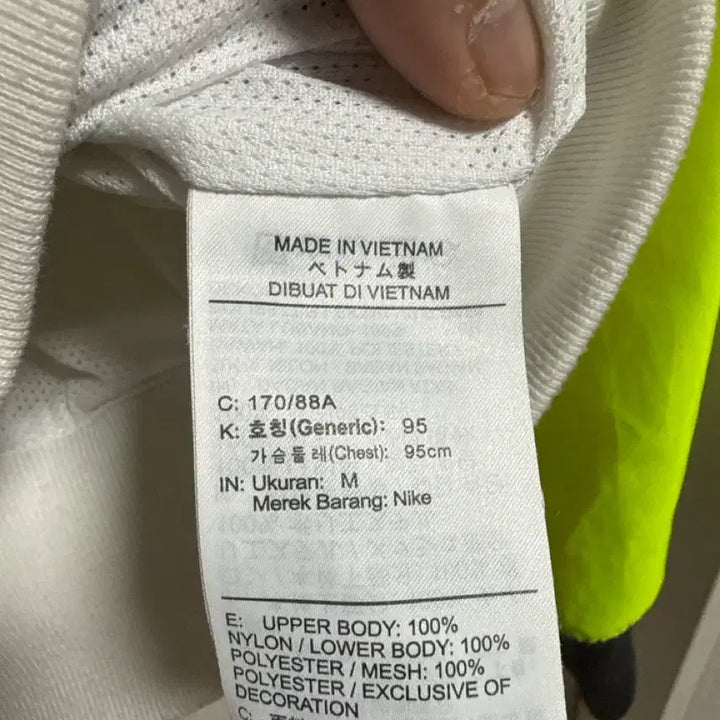 MADE IN VIETNAM
ベトナム製
DIBUAT DI VIETNAM
C: 170/88A
K: 호칭(Generic): 95
가슴둘레(Chest): 95cm
IN: Ukuran: M
Merek Barang: Nike
E: UPPER BODY: 100%
NYLON / LOWER BODY: 100%
POLYESTER / MESH: 100%
POLYESTER / EXCLUSIVE OF
DECORATION
C: